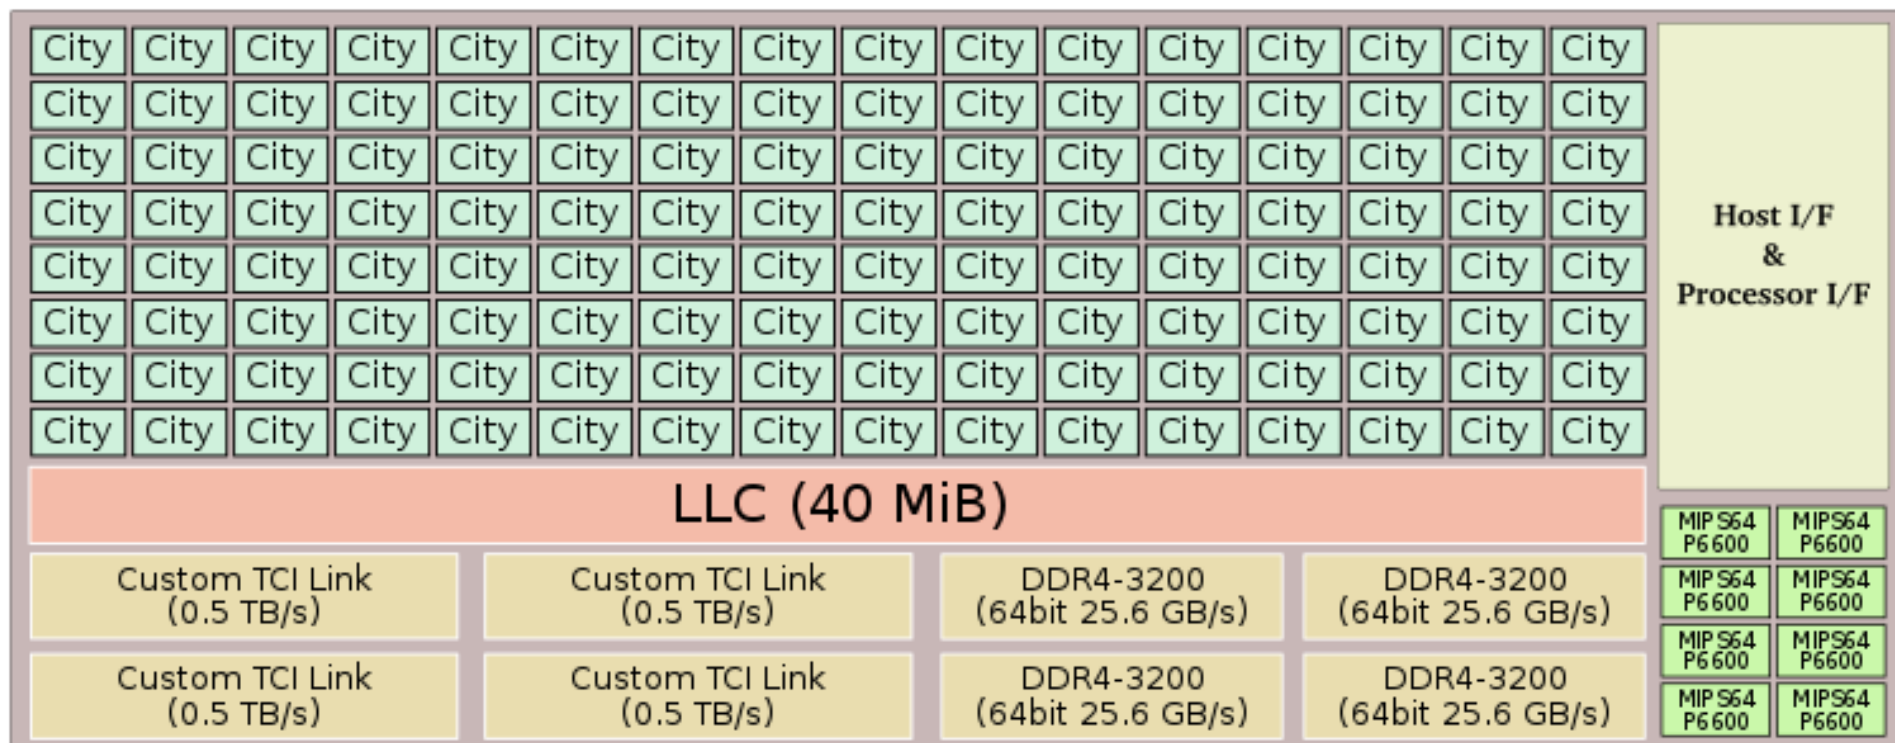 City City City City City City City City City City City City City City City City
City City City City City City City City City City City City City City City City
City City City City City City City City City City City City City City City City
City City City City City City City City City City City City City City City City
City City City City City City City City City City City City City City City City
City City City City City City City City City City City City City City City City
City City City City City City City City City City City City City City City City
City City City City City City City City City City City City City City City City
Host I/F
&
Processor I/F
LLC (40 MiB)
Custom TCI Link
(0.5 TB/s)
Custom TCI Link
(0.5 TB/s)
DDR4-3200
(64bit 25.6 GB/s)
DDR4-3200
(64bit 25.6 GB/s)
Custom TCI Link
(0.5 TB/s)
Custom TCI Link
(0.5 TB/s)
DDR4-3200
(64bit 25.6 GB/s)
DDR4-3200
(64bit 25.6 GB/s)
MIPS64
P6600
MIPS64
P6600
MIPS64
P6600
MIPS64
P6600
MIPS64
P6600
MIPS64
P6600
MIPS64
P6600
MIPS64
P6600